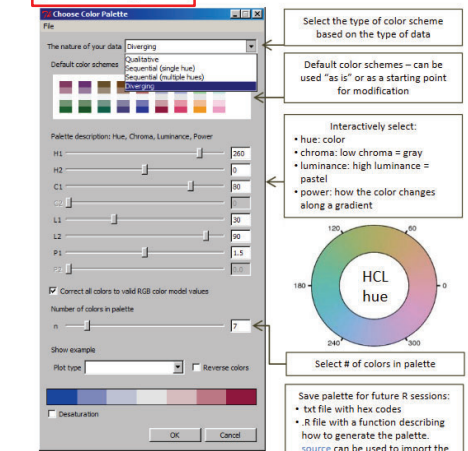 Choose Color Palette
File
The nature of your data Diverging
Qualitative
Default color schemes Sequential (single hue)
Sequential (multiple hues)
Diverging
Palette description: Hue, Chroma, Luminance, Power
H1 260
H2 0
C1 80
L1 30
L2 90
P1 1.5
Correct all colors to valid RGB color model values
Number of colors in palette
n 7
Show example
Plot type Reverse colors
Desaturation
OK Cancel
Select the type of color scheme
based on the type of data
Default color schemes – can be
used "as is" or as a starting point
for modification
Interactively select:
• hue: color
• chroma: low chroma = gray
• luminance: high luminance =
pastel
• power: how the color changes
along a gradient
120 60
180 HCL 0
hue
240 300
Select # of colors in palette
Save palette for future R sessions:
• txt file with hex codes
• .R file with a function describing
how to generate the palette.
source can be used to import the